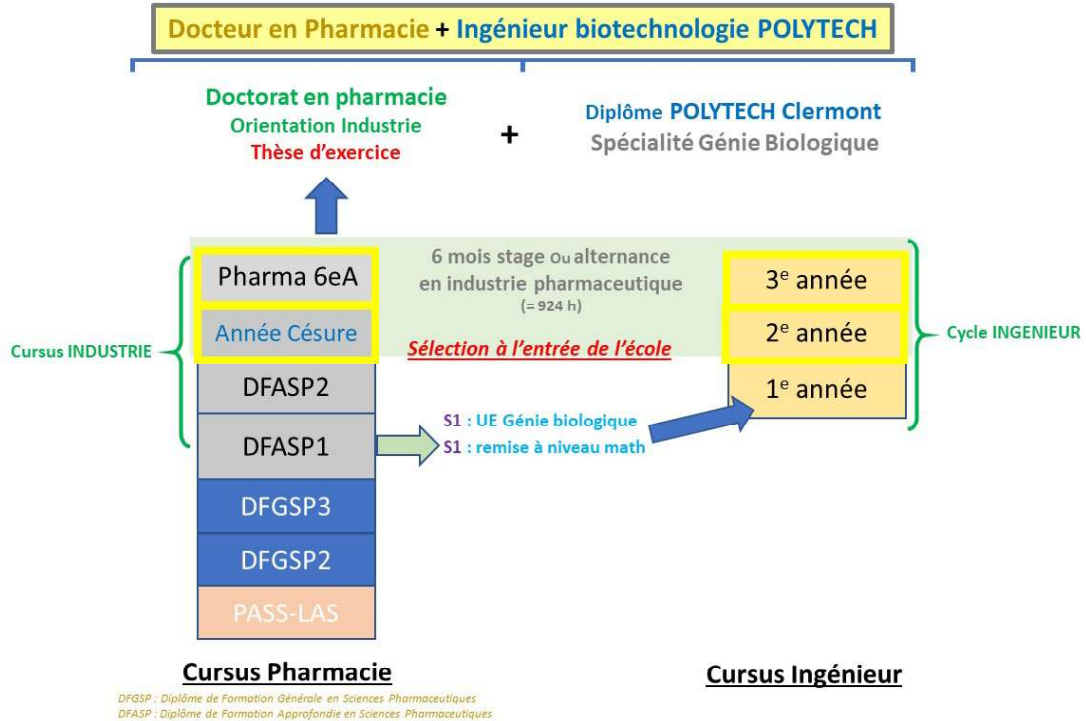 Docteur en Pharmacie + Ingénieur biotechnologie POLYTECH
Doctorat en pharmacie
Orientation Industrie
Thèse d'exercice
+
Diplôme POLYTECH Clermont
Spécialité Génie Biologique
Pharma 6eA
Année Césure
DFASP2
DFASP1
DFGSP3
DFGSP2
PASS-LAS
Cursus INDUSTRIE
6 mois stage ou alternance
en industrie pharmaceutique
(= 924 h)
Sélection à l'entrée de l'école
S1 : UE Génie biologique
S1 : remise à niveau math
3e année
2e année
1e année
Cycle INGENIEUR
Cursus Pharmacie
Cursus Ingénieur
DFGSP : Diplôme de Formation Générale en Sciences Pharmaceutiques
DFASP : Diplôme de Formation Approfondie en Sciences Pharmaceutiques